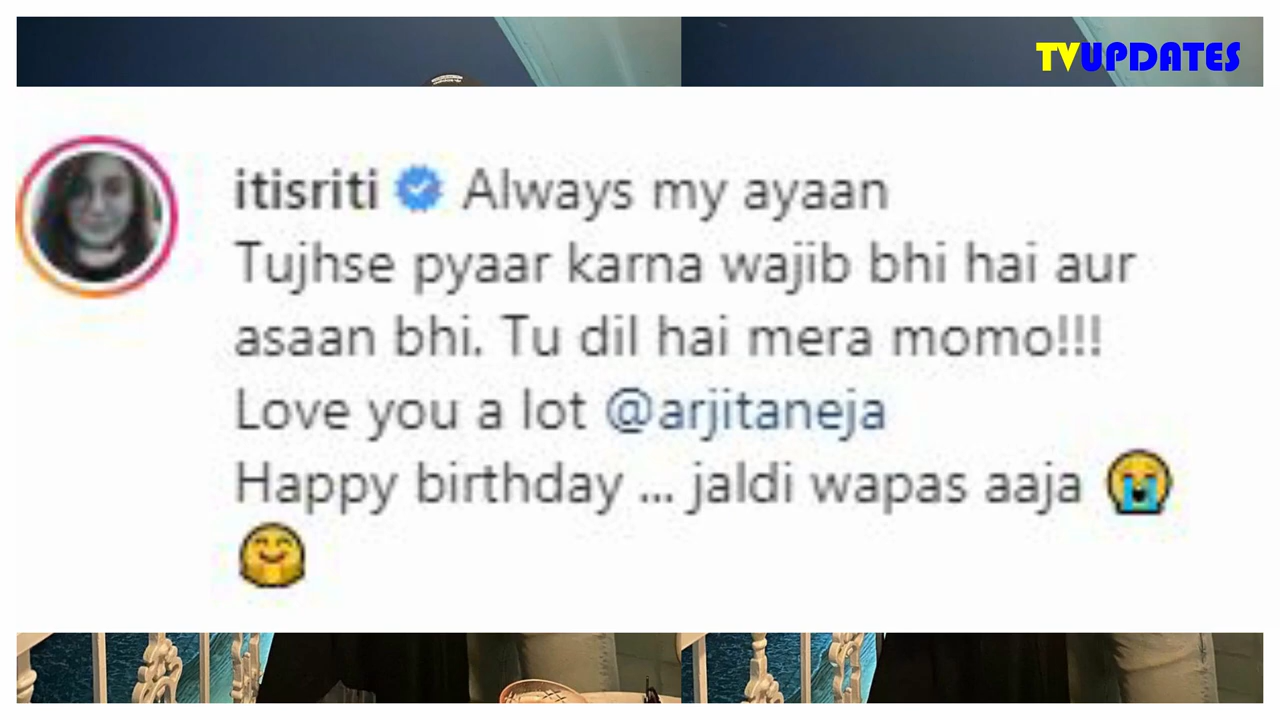 TVUPDATES
itisriti Always my ayaan
Tujhse pyaar karna wajib bhi hai aur
asaan bhi. Tu dil hai mera momo!!!
Love you a lot @arjitaneja
Happy birthday ... jaldi wapas aaja 😭
🤗